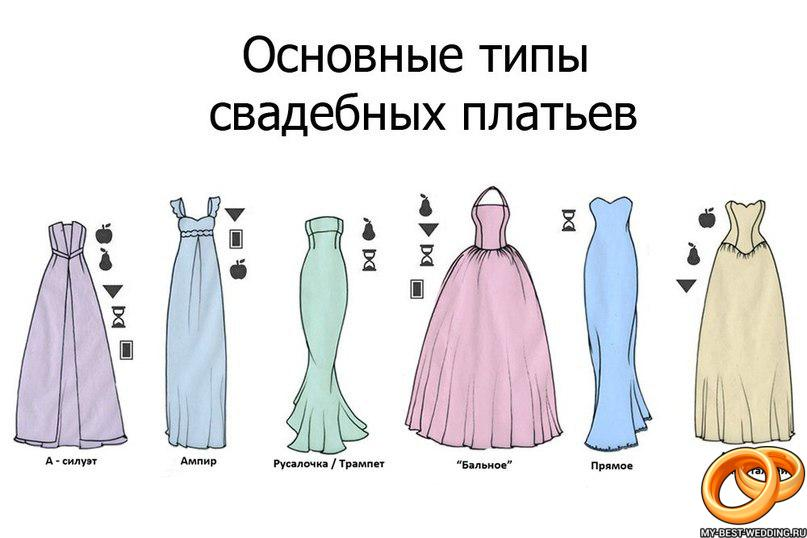 Основные типы
свадебных платьев
А - силуэт
Ампир
Русалочка / Трампет
“Бальное”
Прямое
MY-BEST-WEDDING.RU